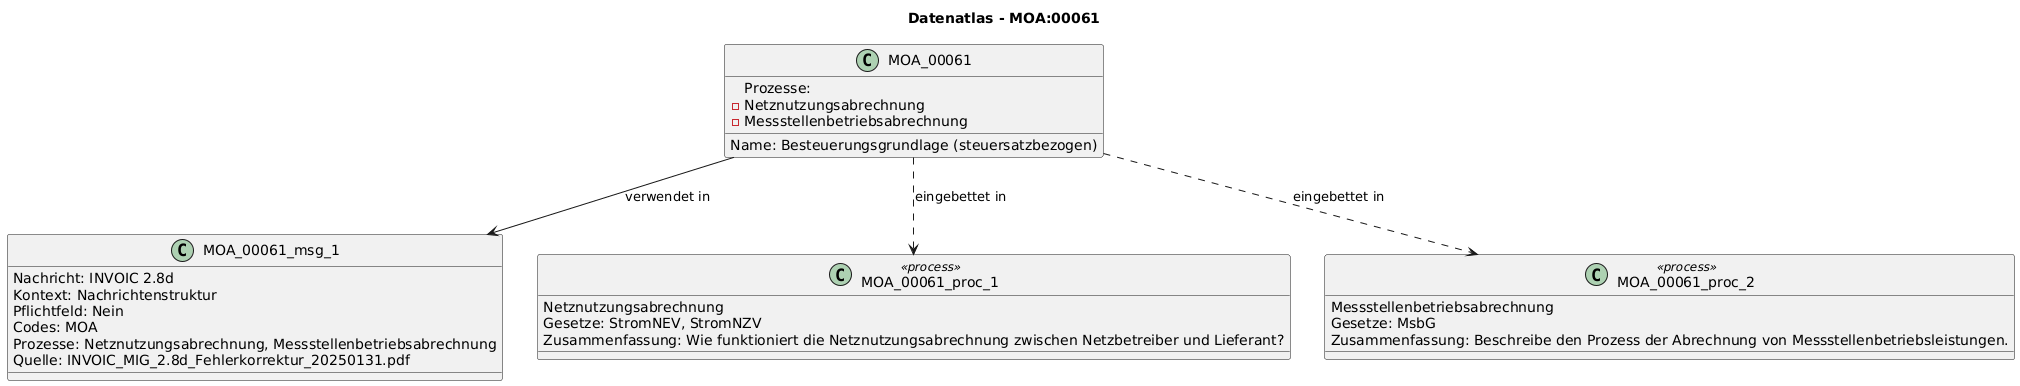 Datenatlas - MOA:00061
C MOA_00061
Prozesse:
Netznutzungsabrechnung
Messstellenbetriebsabrechnung
Name: Besteuerungsgrundlage (steuersatzbezogen)
verwendet in
eingebettet in
eingebettet in
C MOA_00061_msg_1
Nachricht: INVOIC 2.8d
Kontext: Nachrichtenstruktur
Pflichtfeld: Nein
Codes: MOA
Prozesse: Netznutzungsabrechnung, Messstellenbetriebsabrechnung
Quelle: INVOIC_MIG_2.8d_Fehlerkorrektur_20250131.pdf
«process»
C MOA_00061_proc_1
Netznutzungsabrechnung
Gesetze: StromNEV, StromNZV
Zusammenfassung: Wie funktioniert die Netznutzungsabrechnung zwischen Netzbetreiber und Lieferant?
«process»
C MOA_00061_proc_2
Messstellenbetriebsabrechnung
Gesetze: MsbG
Zusammenfassung: Beschreibe den Prozess der Abrechnung von Messstellenbetriebsleistungen.